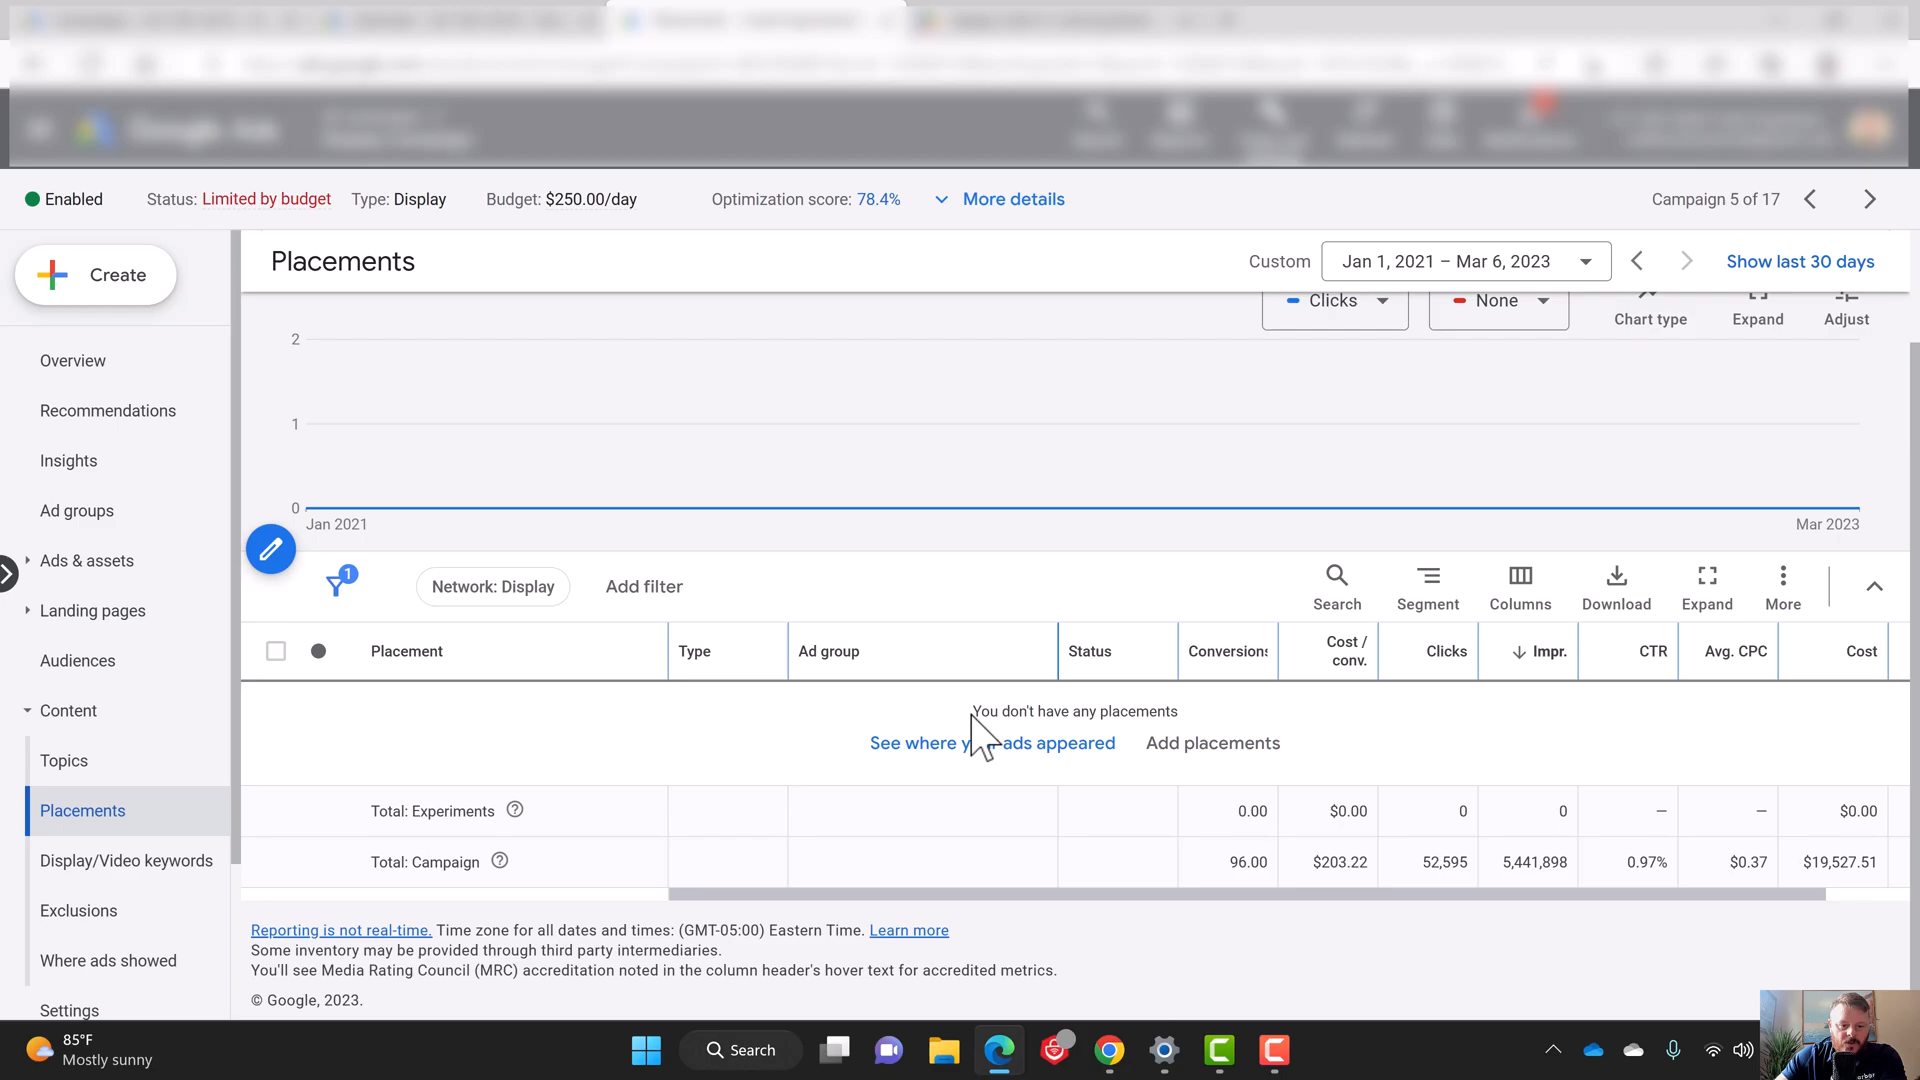 Google Ads
Enabled
Status: Limited by budget
Type: Display
Budget: $250.00/day
Optimization score: 78.4%
More details
Campaign 5 of 17
Create
Placements
Custom
Jan 1, 2021 – Mar 6, 2023
Show last 30 days
Clicks
None
Chart type
Expand
Adjust
2
1
0
Jan 2021
Mar 2023
Overview
Recommendations
Insights
Ad groups
Ads & assets
Landing pages
Audiences
Content
Topics
Placements
Display/Video keywords
Exclusions
Where ads showed
Settings
1
Network: Display
Add filter
Search
Segment
Columns
Download
Expand
More
Placement
Type
Ad group
Status
Conversions
Cost / conv.
Clicks
Impr.
CTR
Avg. CPC
Cost
You don't have any placements
See where your ads appeared
Add placements
Total: Experiments
0.00
$0.00
0
0
–
–
$0.00
Total: Campaign
96.00
$203.22
52,595
5,441,898
0.97%
$0.37
$19,527.51
Reporting is not real-time. Time zone for all dates and times: (GMT-05:00) Eastern Time. Learn more
Some inventory may be provided through third party intermediaries.
You'll see Media Rating Council (MRC) accreditation noted in the column header's hover text for accredited metrics.
© Google, 2023.
85°F
Mostly sunny
Search